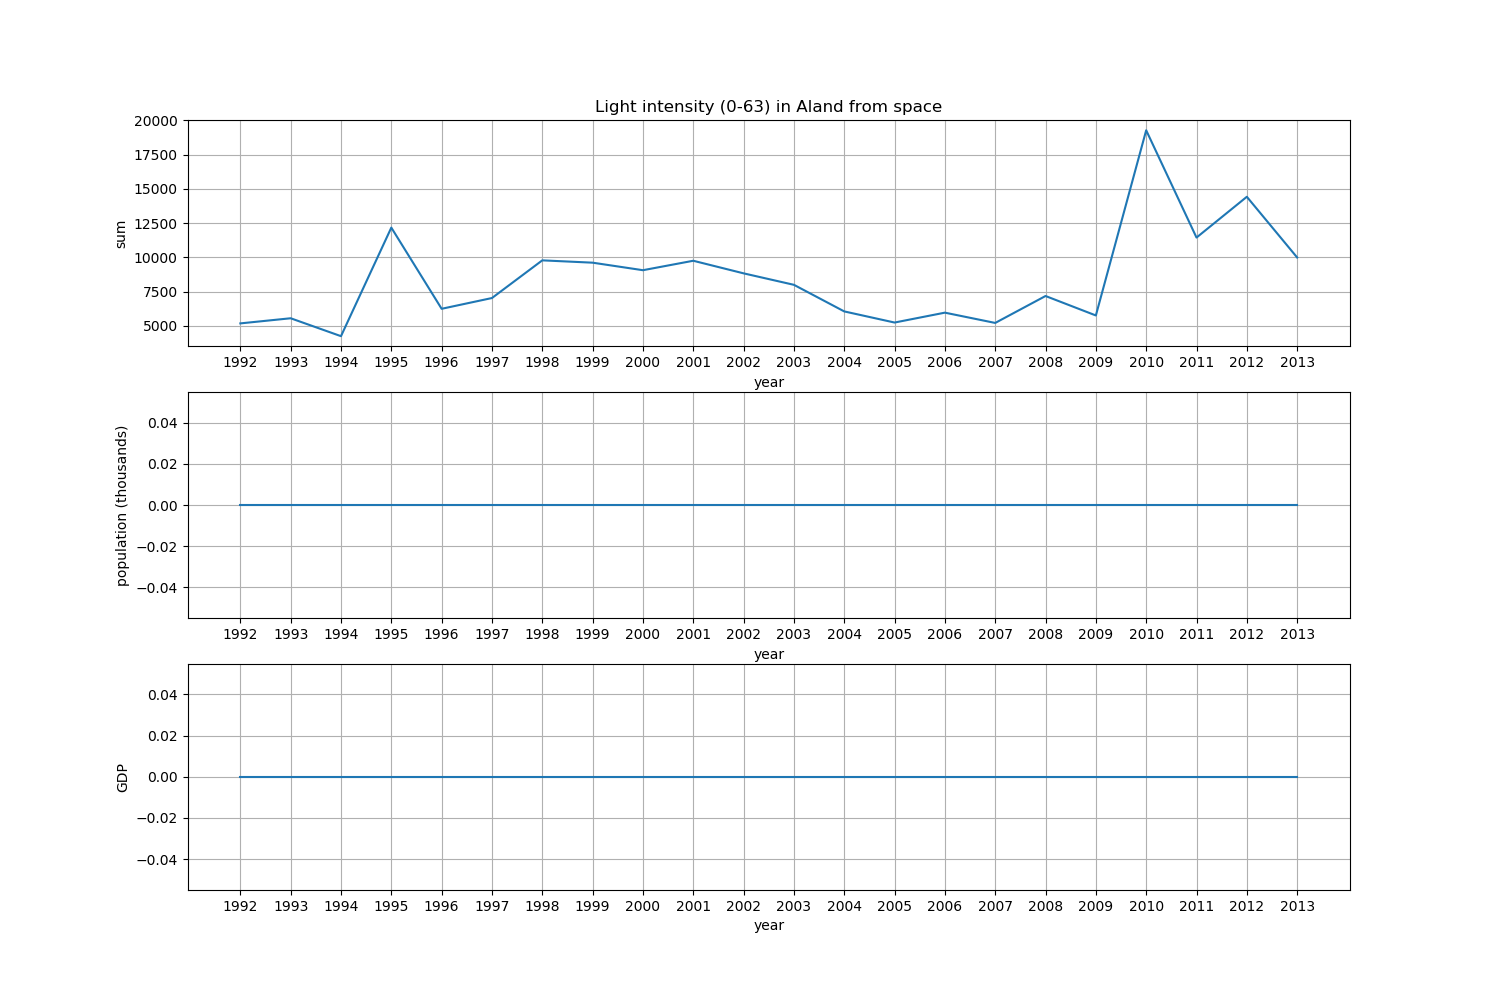 Light intensity (0-63) in Aland from space
20000
17500
15000
12500
10000
7500
5000
sum
1992 1993 1994 1995 1996 1997 1998 1999 2000 2001 2002 2003 2004 2005 2006 2007 2008 2009 2010 2011 2012 2013
year
0.04
0.02
0.00
−0.02
−0.04
population (thousands)
1992 1993 1994 1995 1996 1997 1998 1999 2000 2001 2002 2003 2004 2005 2006 2007 2008 2009 2010 2011 2012 2013
year
0.04
0.02
0.00
−0.02
−0.04
GDP
1992 1993 1994 1995 1996 1997 1998 1999 2000 2001 2002 2003 2004 2005 2006 2007 2008 2009 2010 2011 2012 2013
year